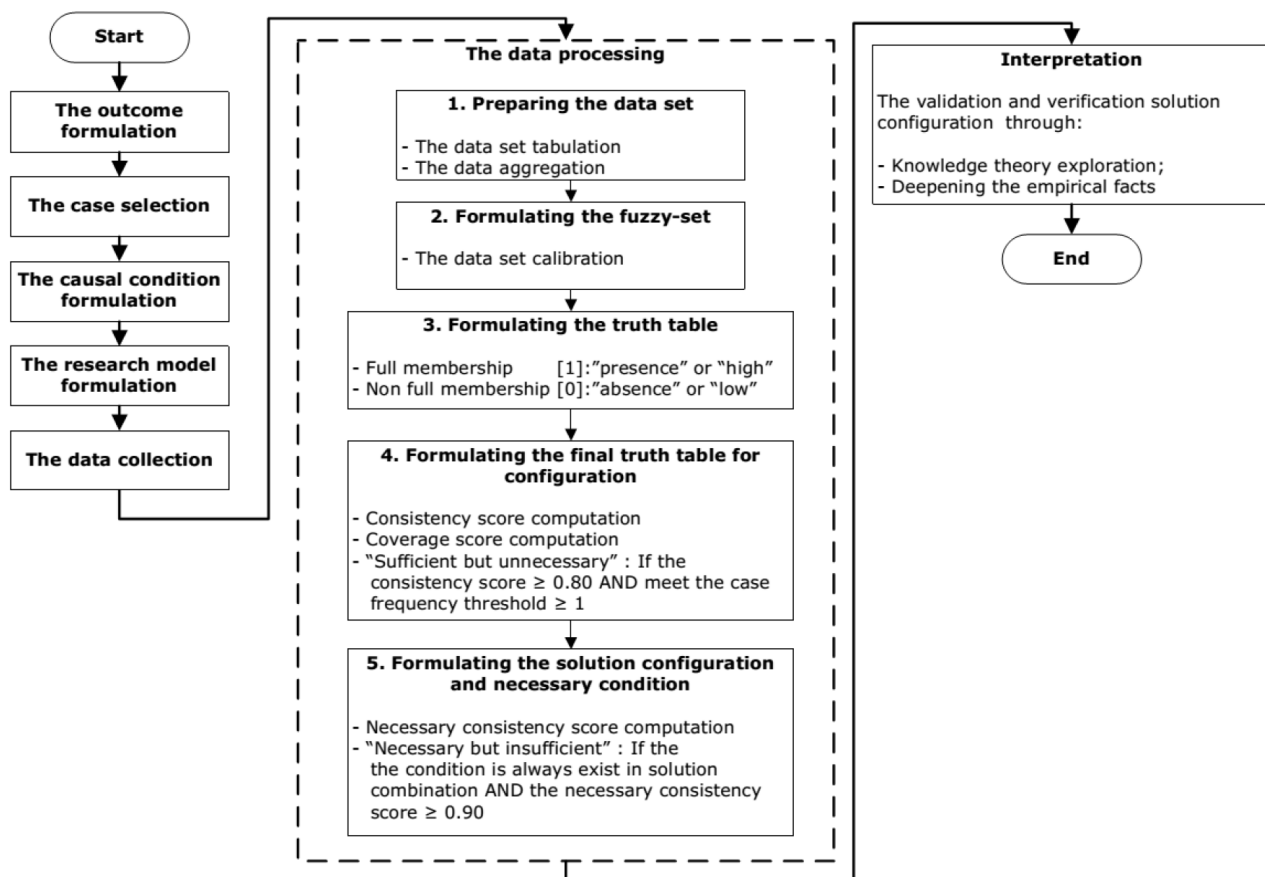 Start
The outcome
formulation
The case selection
The causal condition
formulation
The research model
formulation
The data collection
The data processing
1. Preparing the data set
- The data set tabulation
- The data aggregation
2. Formulating the fuzzy-set
- The data set calibration
3. Formulating the truth table
- Full membership [1]:”presence” or “high”
- Non full membership [0]:”absence” or “low”
4. Formulating the final truth table for
configuration
- Consistency score computation
- Coverage score computation
- “Sufficient but unnecessary” : If the
consistency score ≥ 0.80 AND meet the case
frequency threshold ≥ 1
5. Formulating the solution configuration
and necessary condition
- Necessary consistency score computation
- “Necessary but insufficient” : If the
the condition is always exist in solution
combination AND the necessary consistency
score ≥ 0.90
Interpretation
The validation and verification solution
configuration through:
- Knowledge theory exploration;
- Deepening the empirical facts
End